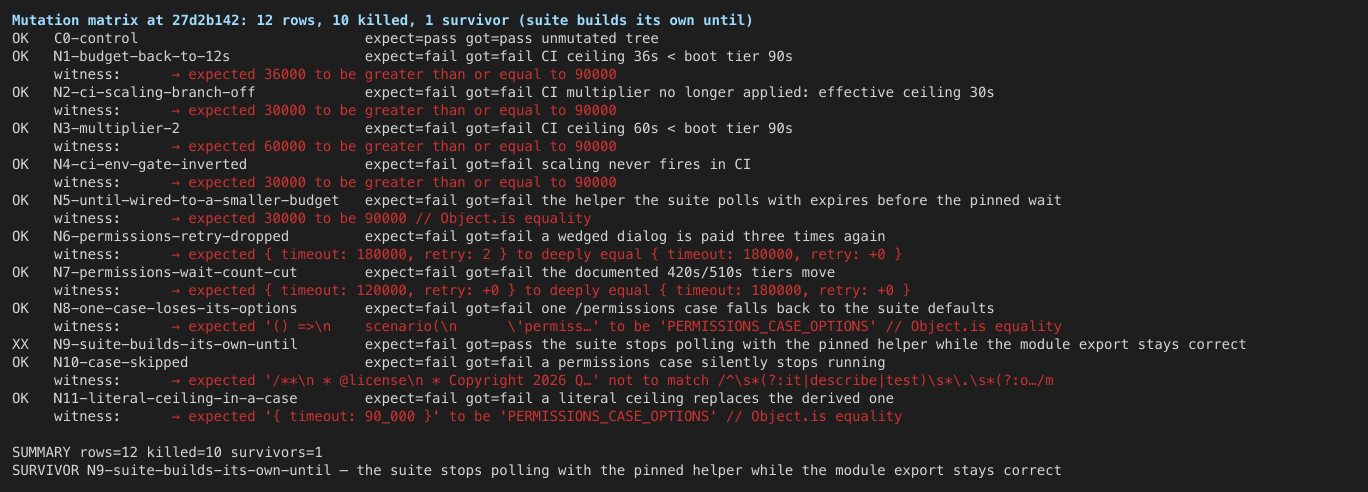 Mutation matrix at 27d2b142: 12 rows, 10 killed, 1 survivor (suite builds its own until)
OK   C0-control                             expect=pass got=pass unmutated tree
OK   N1-budget-back-to-12s                  expect=fail got=fail CI ceiling 36s < boot tier 90s
     witness:      → expected 36000 to be greater than or equal to 90000
OK   N2-ci-scaling-branch-off               expect=fail got=fail CI multiplier no longer applied: effective ceiling 30s
     witness:      → expected 30000 to be greater than or equal to 90000
OK   N3-multiplier-2                        expect=fail got=fail CI ceiling 60s < boot tier 90s
     witness:      → expected 60000 to be greater than or equal to 90000
OK   N4-ci-env-gate-inverted                expect=fail got=fail scaling never fires in CI
     witness:      → expected 30000 to be greater than or equal to 90000
OK   N5-until-wired-to-a-smaller-budget     expect=fail got=fail the helper the suite polls with expires before the pinned wait
     witness:      → expected 30000 to be 90000 // Object.is equality
OK   N6-permissions-retry-dropped           expect=fail got=fail a wedged dialog is paid three times again
     witness:      → expected { timeout: 180000, retry: 2 } to deeply equal { timeout: 180000, retry: +0 }
OK   N7-permissions-wait-count-cut          expect=fail got=fail the documented 420s/510s tiers move
     witness:      → expected { timeout: 120000, retry: +0 } to deeply equal { timeout: 180000, retry: +0 }
OK   N8-one-case-loses-its-options          expect=fail got=fail one /permissions case falls back to the suite defaults
     witness:      → expected '() =>\n    scenario(\n      \'permiss…' to be 'PERMISSIONS_CASE_OPTIONS' // Object.is equality
XX   N9-suite-builds-its-own-until          expect=fail got=pass the suite stops polling with the pinned helper while the module export stays correct
OK   N10-case-skipped                       expect=fail got=fail a permissions case silently stops running
     witness:      → expected '/**\n * @license\n * Copyright 2026 Q…' not to match /^\s*(?:it|describe|test)\s*\.\s*(?:o…/m
OK   N11-literal-ceiling-in-a-case          expect=fail got=fail a literal ceiling replaces the derived one
     witness:      → expected '{ timeout: 90_000 }' to be 'PERMISSIONS_CASE_OPTIONS' // Object.is equality
SUMMARY rows=12 killed=10 survivors=1
SURVIVOR N9-suite-builds-its-own-until — the suite stops polling with the pinned helper while the module export stays correct